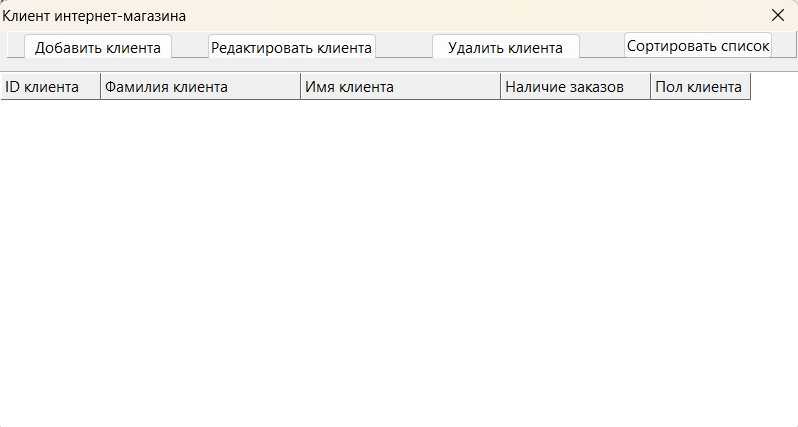 Клиент интернет-магазина
Добавить клиента Редактировать клиента Удалить клиента Сортировать список
ID клиента Фамилия клиента Имя клиента Наличие заказов Пол клиента